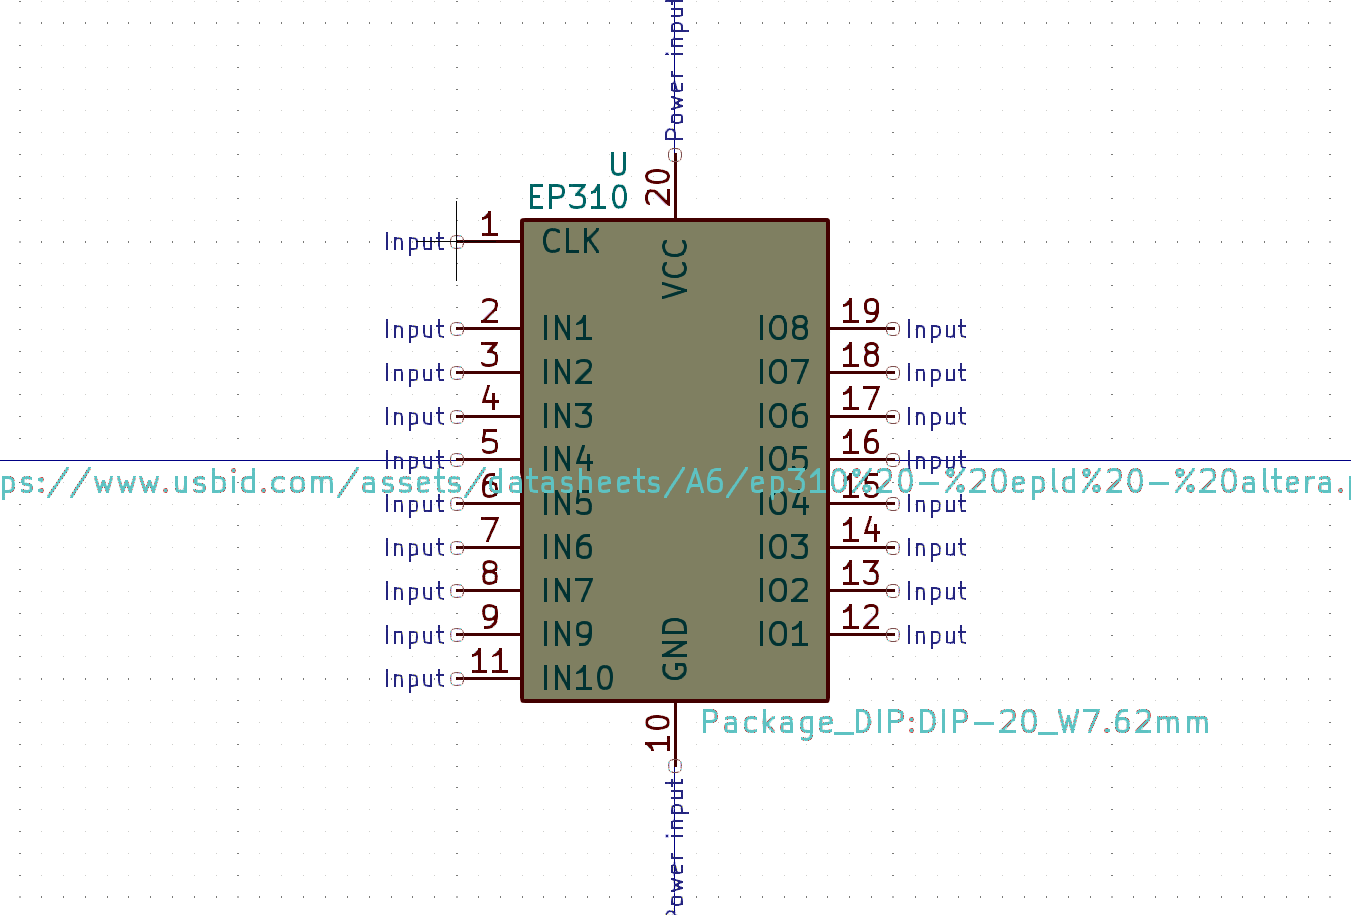 Power input
U
EP310
20
Input 1 CLK
VCC
Input 2 IN1 IO8 19 Input
Input 3 IN2 IO7 18 Input
Input 4 IN3 IO6 17 Input
Input 5 IN4 IO5 16 Input
ps://www.usbid.com/assets/datasheets/A6/ep310%20-%20epld%20-%20altera.p
Input 6 IN5 IO4 15 Input
Input 7 IN6 IO3 14 Input
Input 8 IN7 IO2 13 Input
Input 9 IN9 IO1 12 Input
GND
Input 11 IN10
10
Package_DIP:DIP-20_W7.62mm
Power input